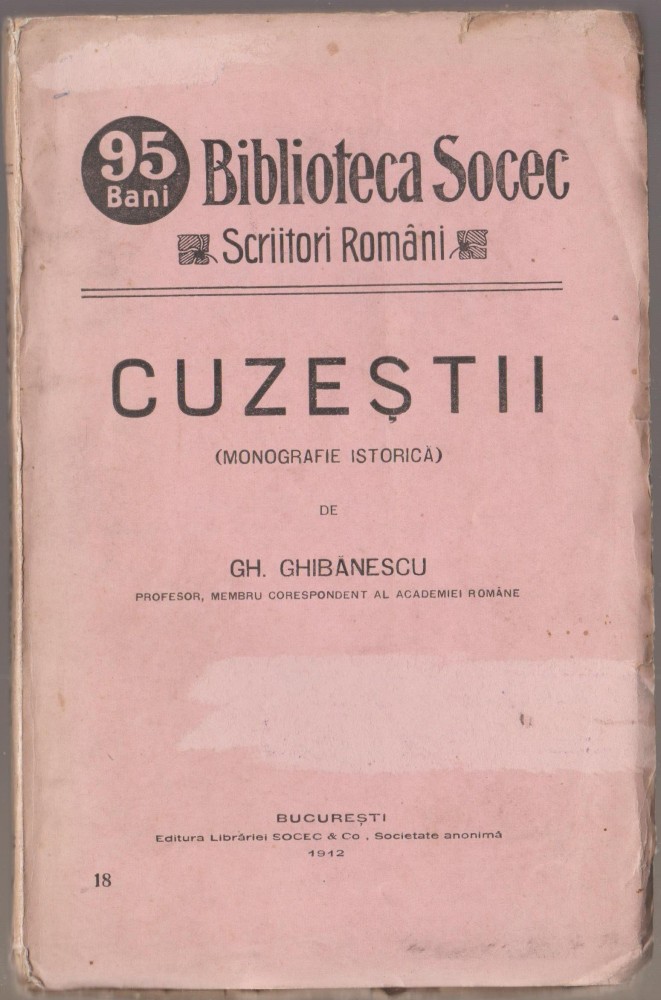 95
Bani
Biblioteca Socec
Scriitori Români
CUZEȘTII
(MONOGRAFIE ISTORICĂ)
DE
GH. GHIBĂNESCU
PROFESOR, MEMBRU CORESPONDENT AL ACADEMIEI ROMÂNE
BUCUREȘTI
Editura Librăriei SOCEC & Co , Societate anonimă
1912
18